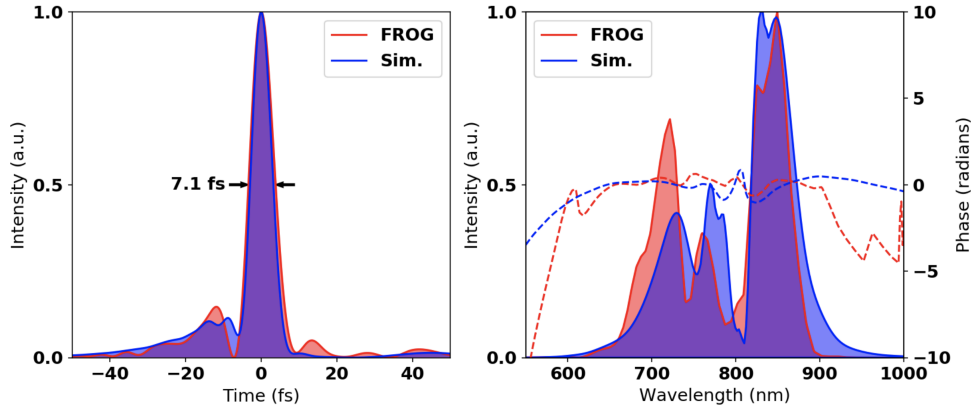 1.0
0.5
0.0
Intensity (a.u.)
FROG
Sim.
7.1 fs
−40 −20 0 20 40
Time (fs)
1.0
0.5
0.0
Intensity (a.u.)
FROG
Sim.
600 700 800 900 1000
Wavelength (nm)
10
5
0
−5
−10
Phase (radians)